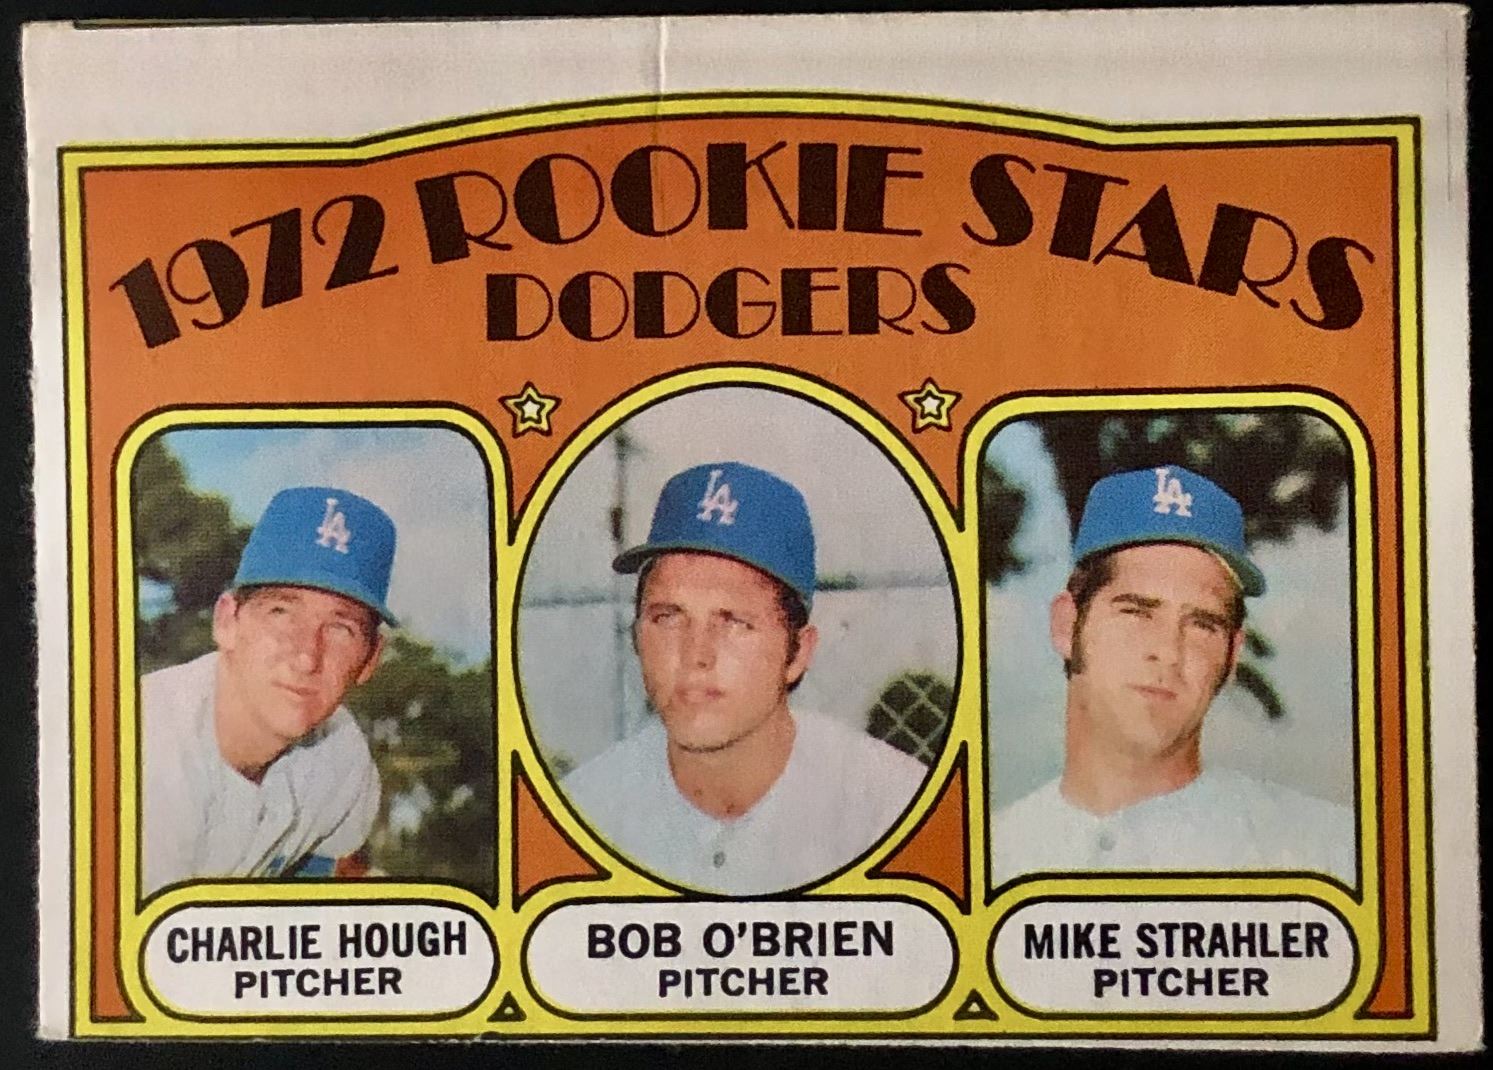 1972 ROOKIE STARS
DODGERS
LA
LA
LA
CHARLIE HOUGH
PITCHER
BOB O'BRIEN
PITCHER
MIKE STRAHLER
PITCHER